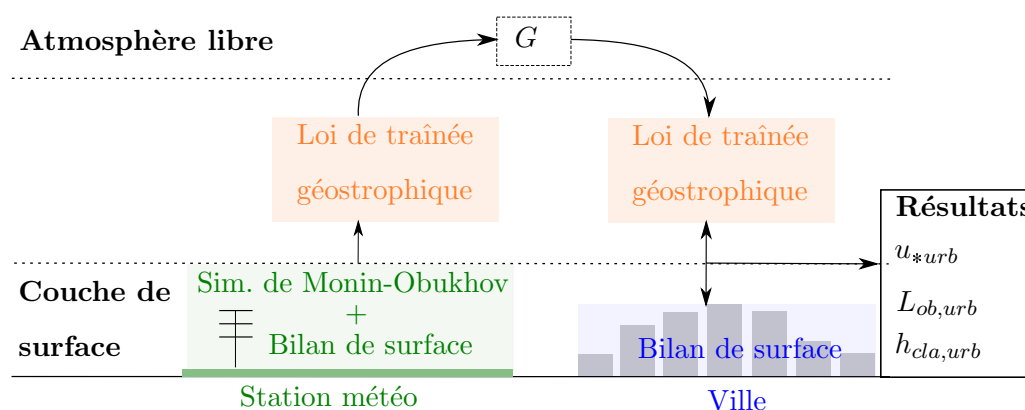 Atmosphère libre
G
Loi de traînée
géostrophique
Loi de traînée
géostrophique
Couche de
surface
Sim. de Monin-Obukhov
+
Bilan de surface
Station météo
Bilan de surface
Ville
Résultats
u*urb
Lob,urb
hcla,urb